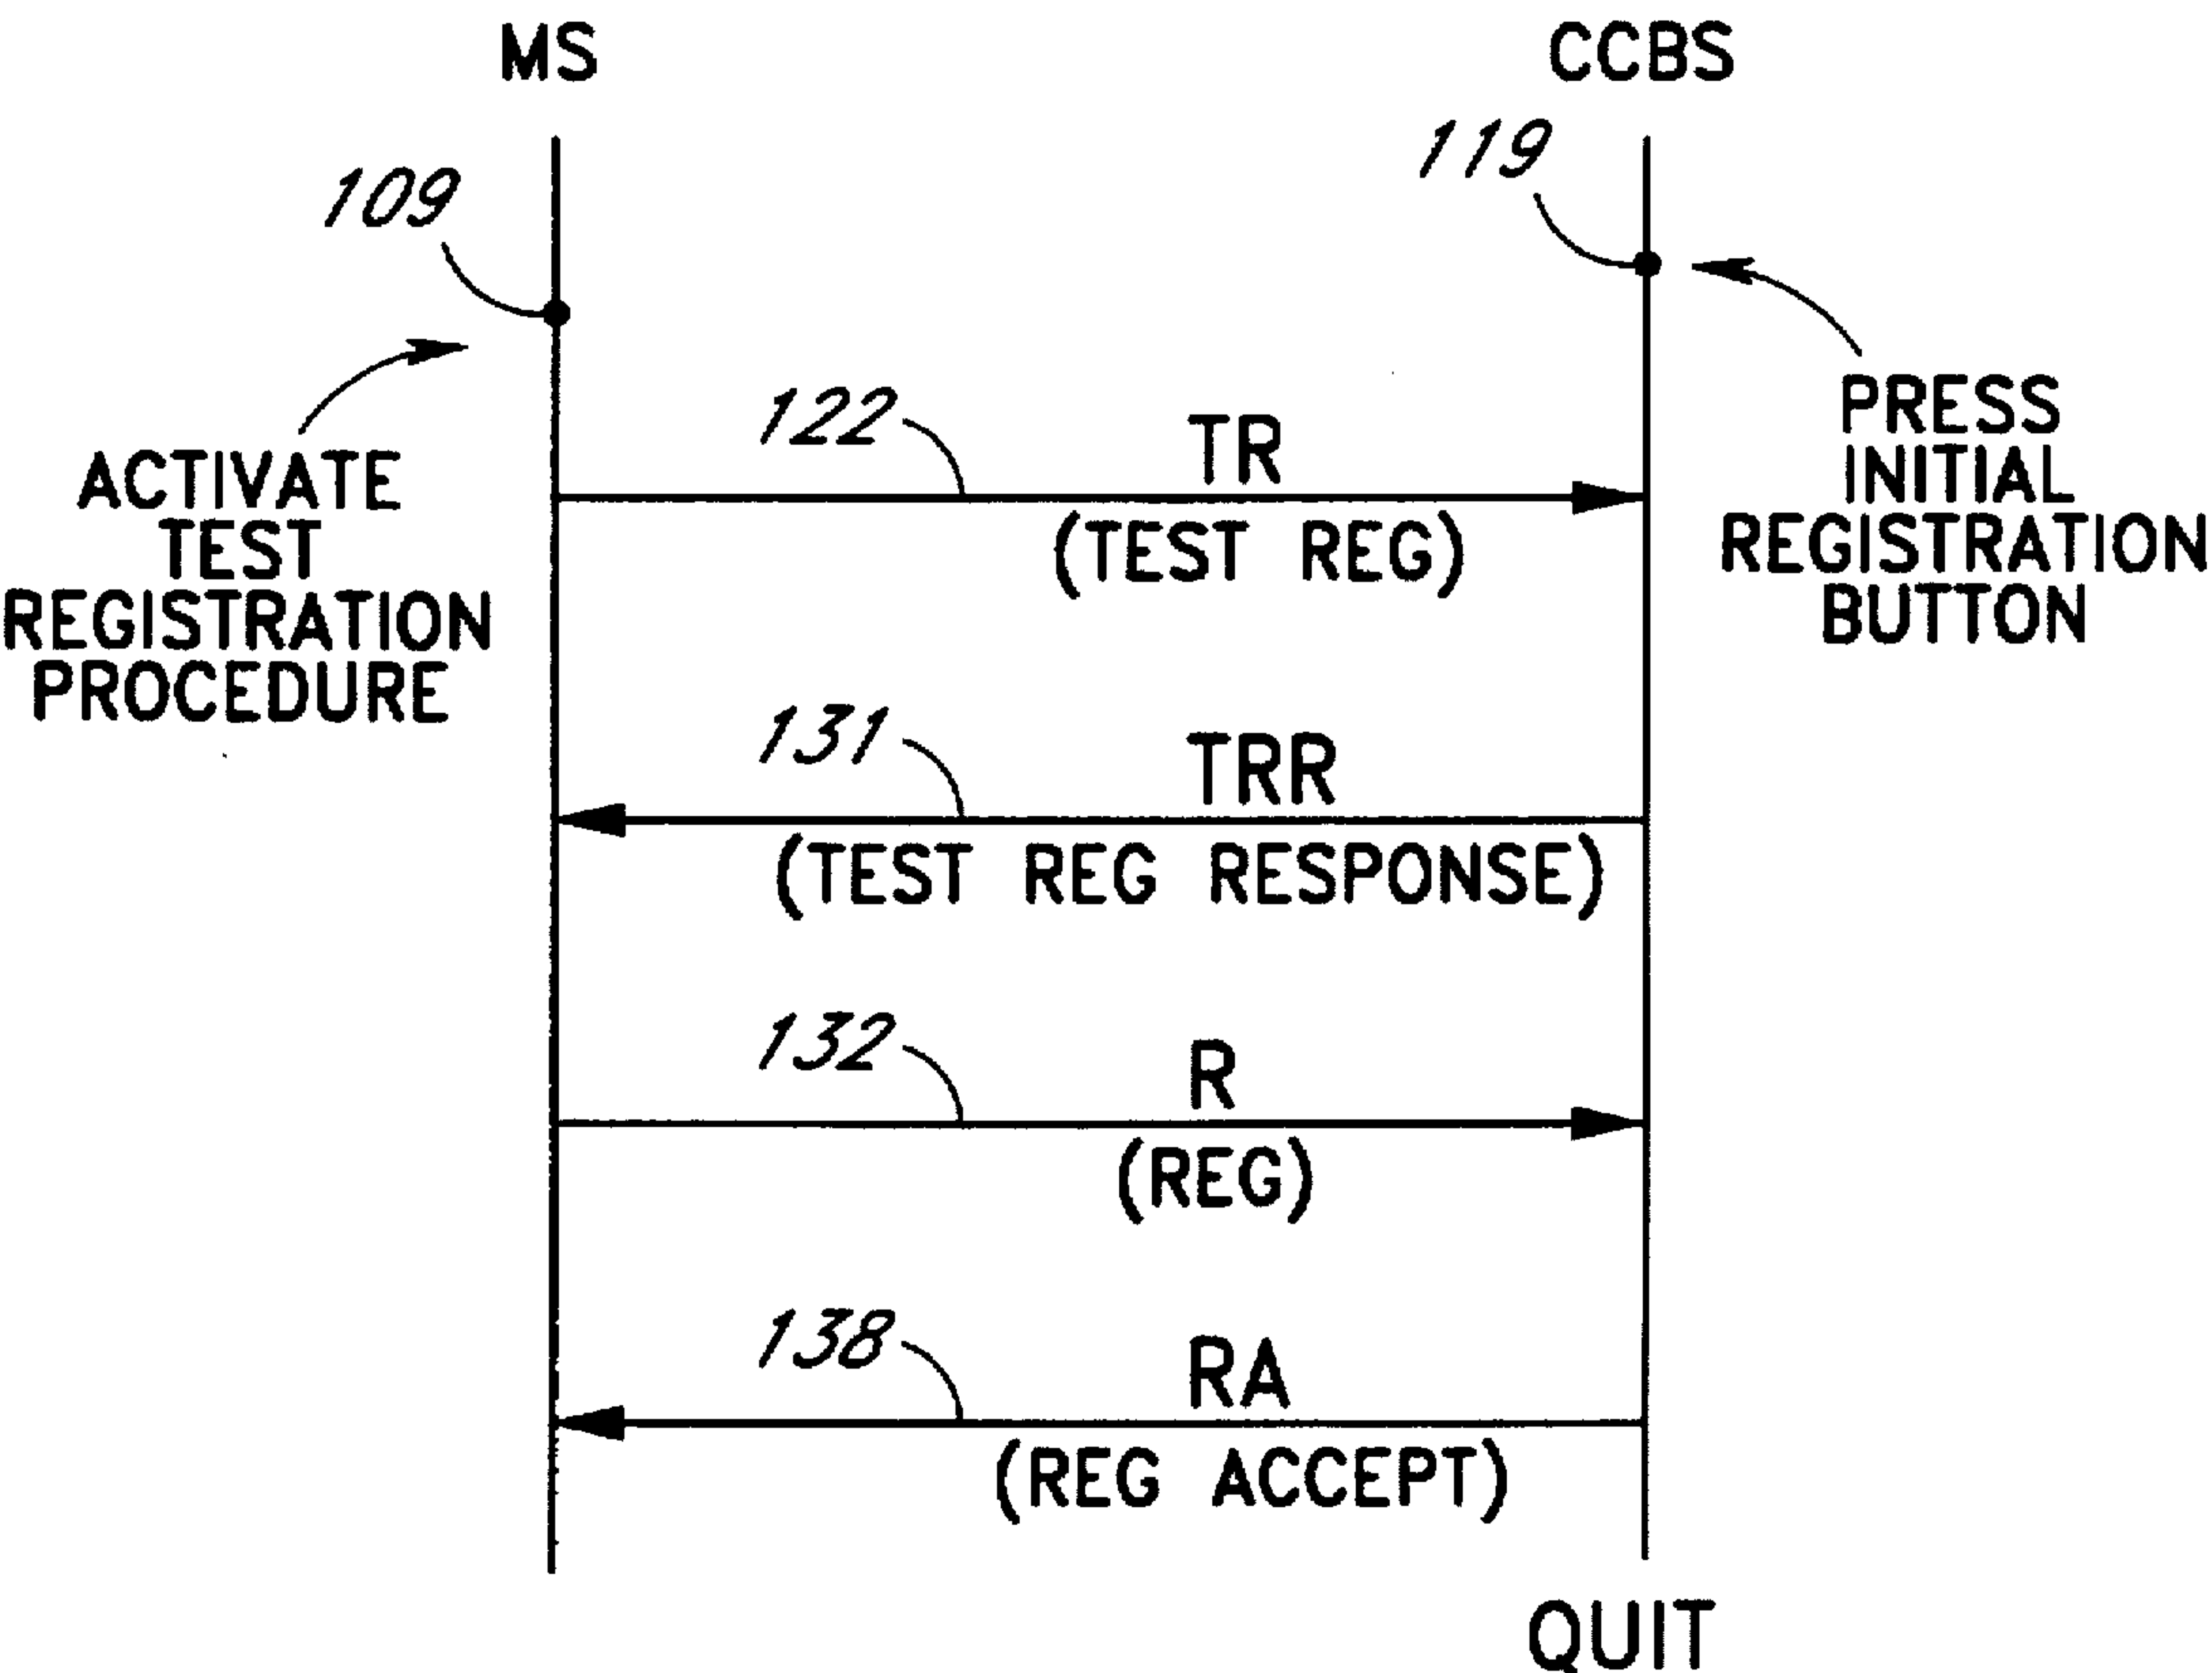 MS
CCBS
119
109
PRESS
INITIAL
REGISTRATION
BUTTON
122
TR
(TEST REG)
ACTIVATE
TEST
REGISTRATION
PROCEDURE
131
TRR
(TEST REG RESPONSE)
132
R
(REG)
138
RA
(REG ACCEPT)
QUIT